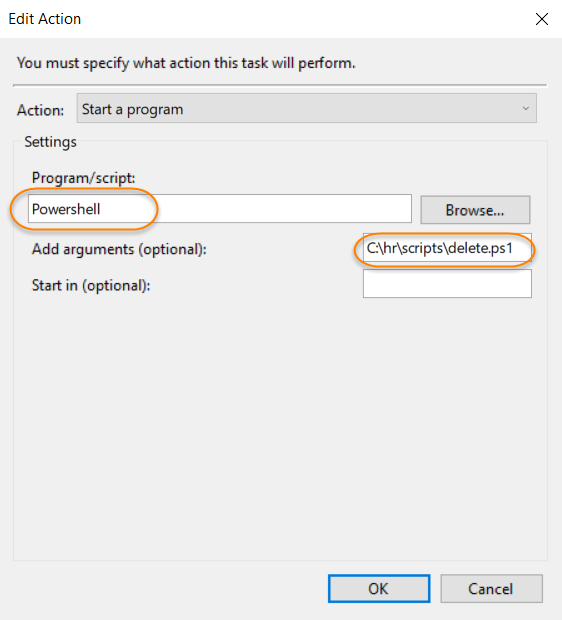 Edit Action
You must specify what action this task will perform.
Action: Start a program
Settings
Program/script:
Powershell Browse...
Add arguments (optional): C:\hr\scripts\delete.ps1
Start in (optional):
OK Cancel